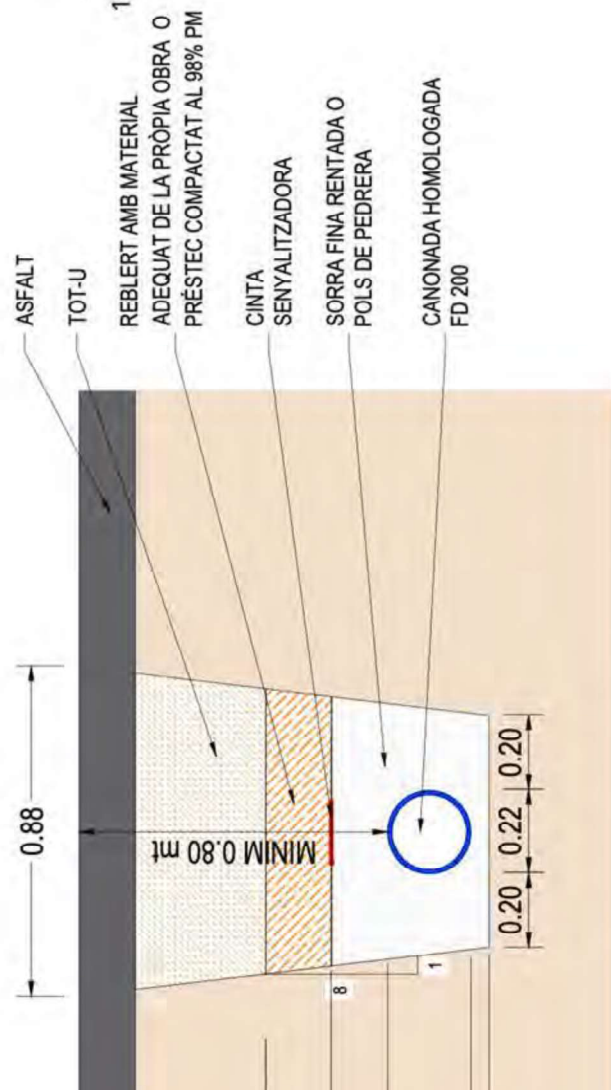 ASFALT
TOT-U
REBLERT AMB MATERIAL
ADEQUAT DE LA PRÒPIA OBRA O
PRÉSTEC COMPACTAT AL 98% PM
CINTA
SENYALITZADORA
SORRA FINA RENTADA O
POLS DE PEDRERA
CANONADA HOMOLOGADA
FD 200
1
0.88
MINIM 0.80 mt
8
1
0.20
0.22
0.20